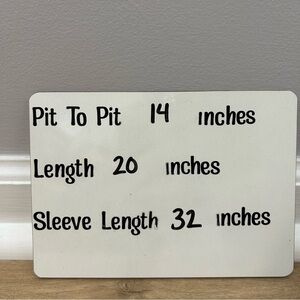 Pit To Pit 14 inches
Length 20 inches
Sleeve Length 32 inches